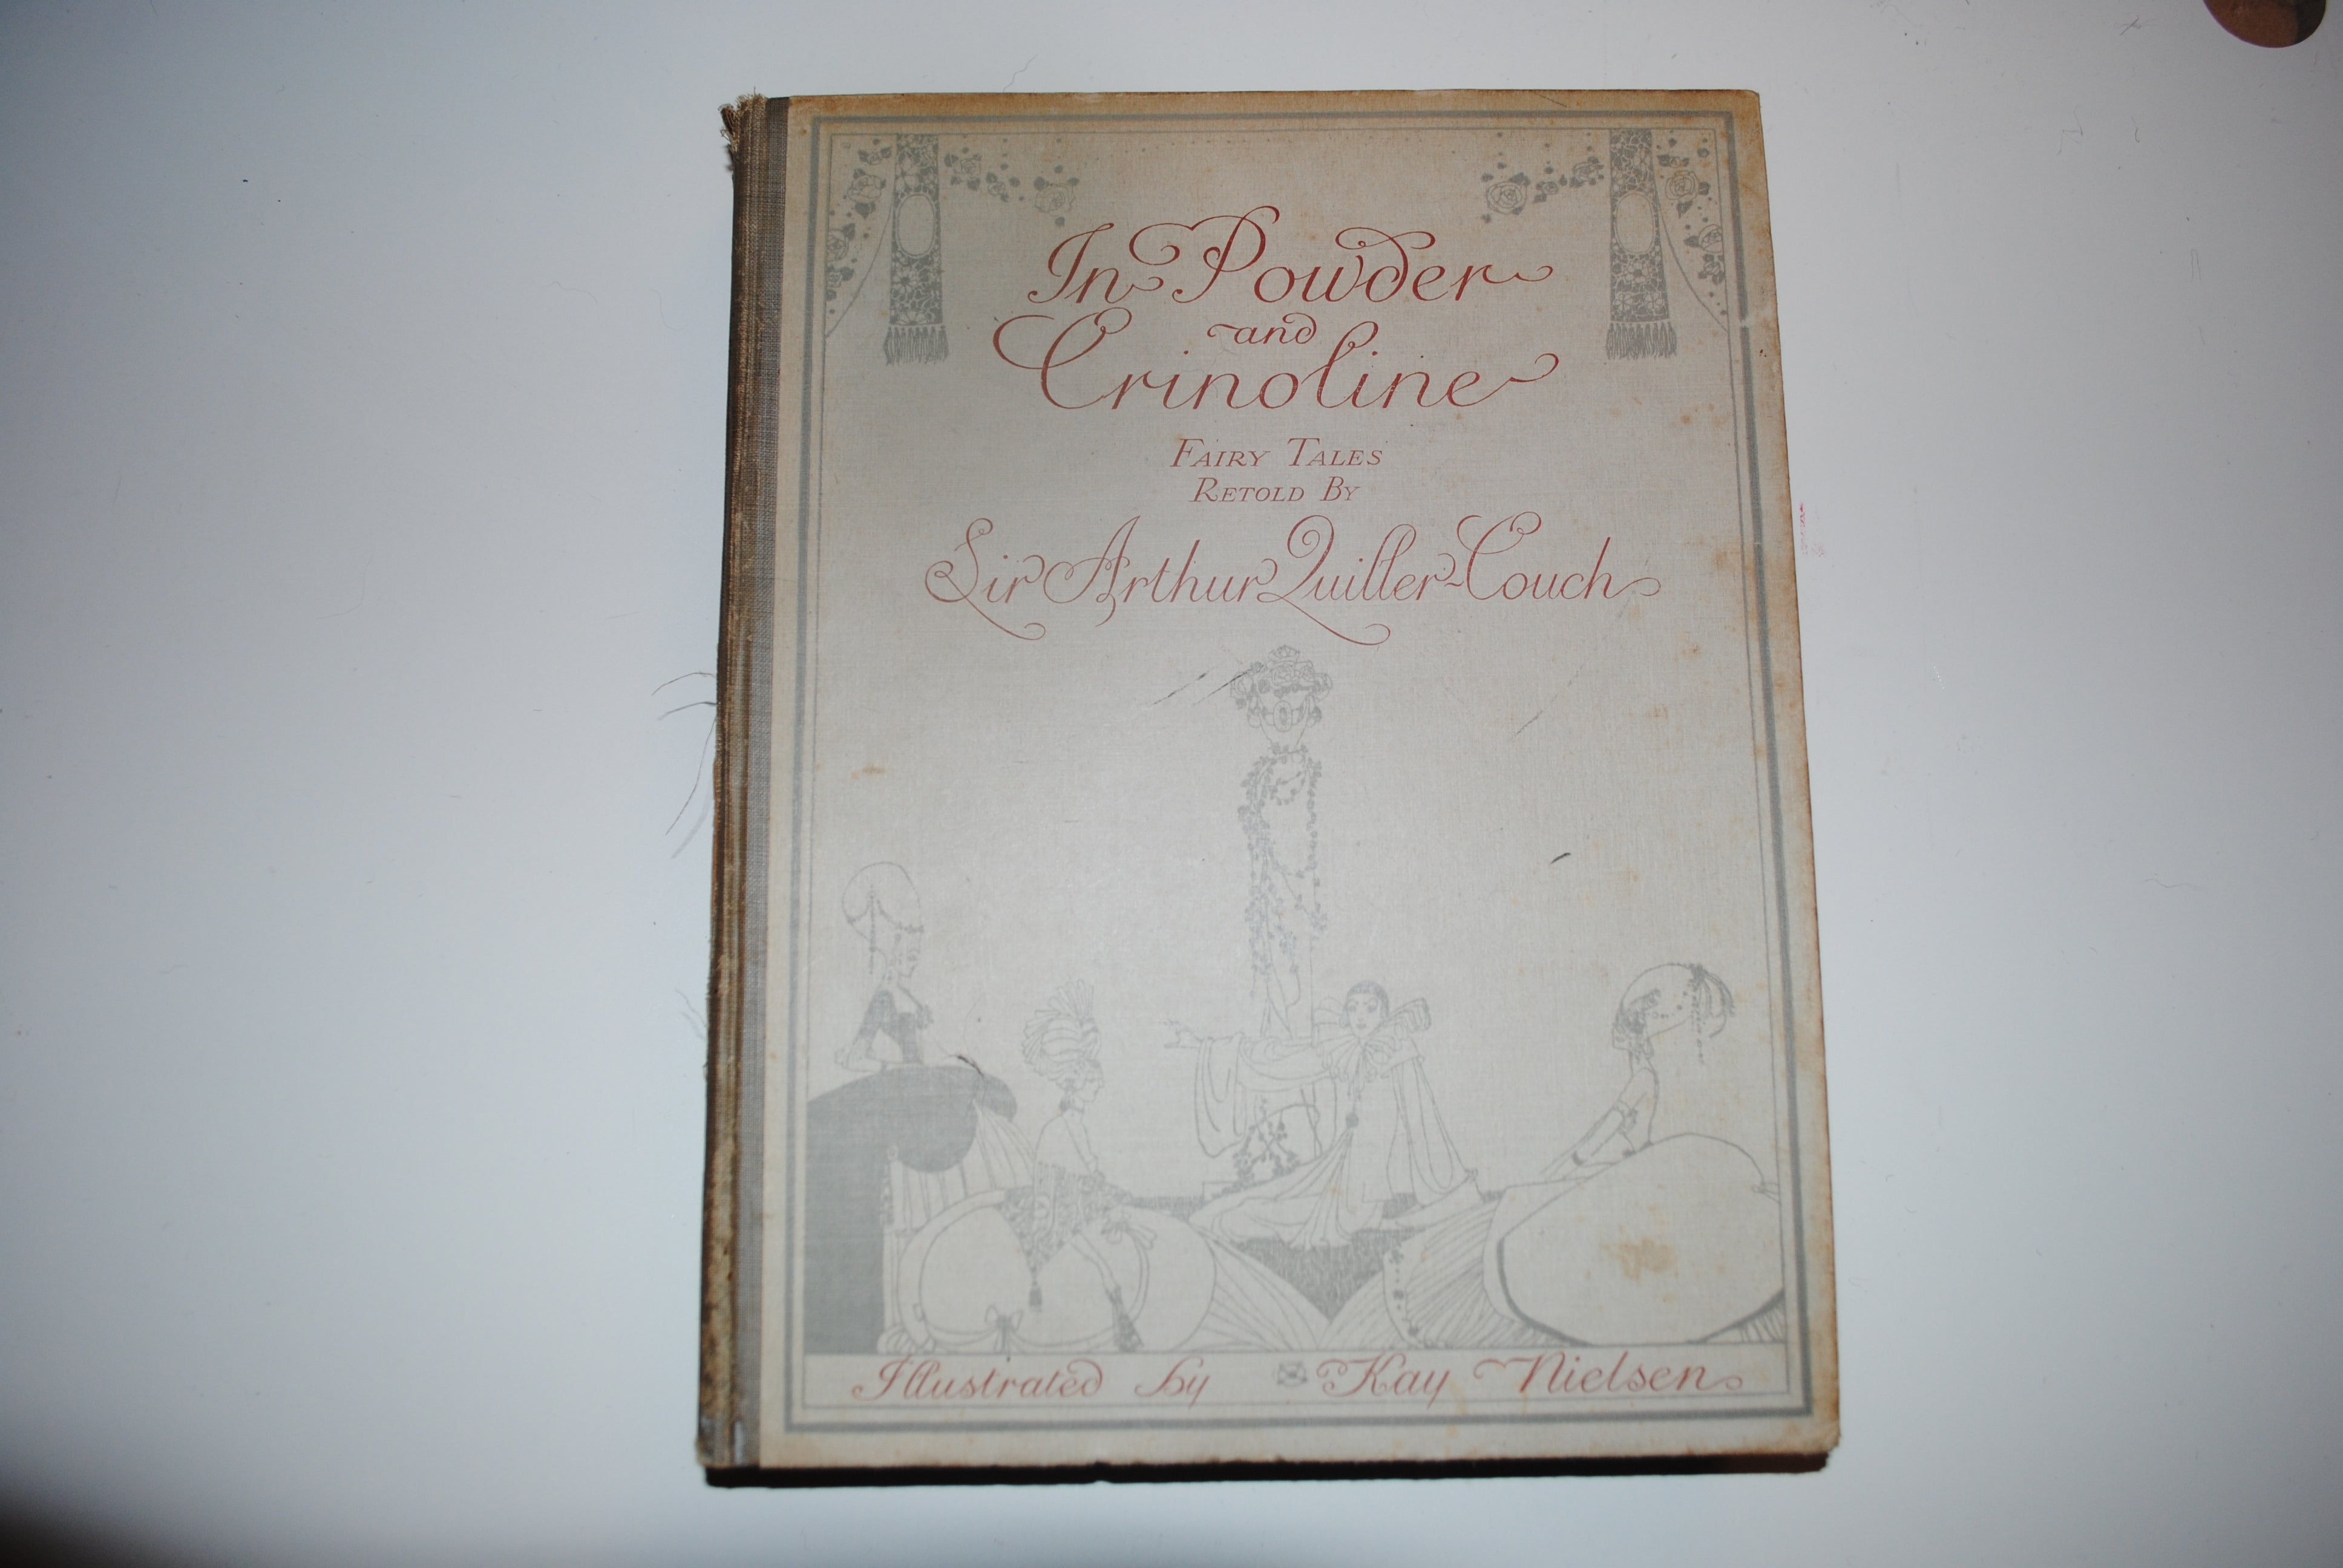 In Powder
and
Crinoline
FAIRY TALES
RETOLD BY
Sir Arthur Quiller-Couch
Illustrated by Kay Nielsen